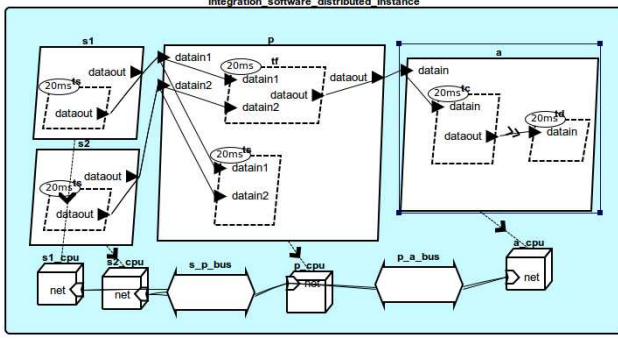 integration_software_distributed_instance
s1
p
a
20ms ts
dataout
dataout
datain1
datain2
20ms tf
datain1
dataout
datain2
dataout
datain
20ms tc
datain
dataout
20ms td
datain
s2
20ms ts
dataout
dataout
20ms ts
datain1
datain2
s1_cpu
net
s2_cpu
net
s_p_bus
p_cpu
net
p_a_bus
a_cpu
net